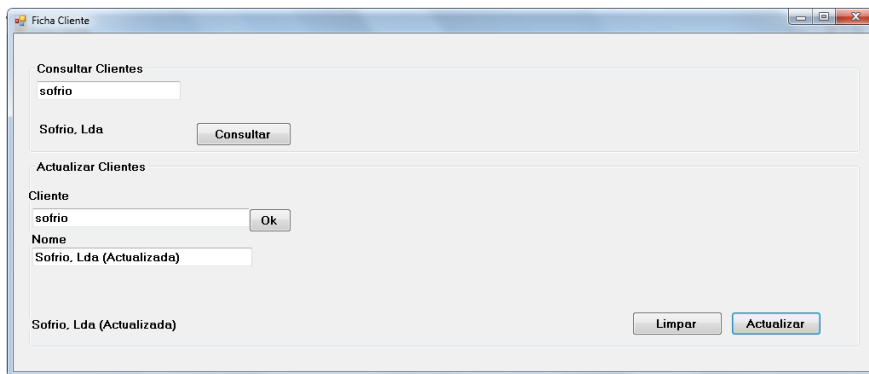 Ficha Cliente
Consultar Clientes
sofrio
Sofrio, Lda
Consultar
Actualizar Clientes
Cliente
sofrio
Ok
Nome
Sofrio, Lda (Actualizada)
Sofrio, Lda (Actualizada)
Limpar
Actualizar